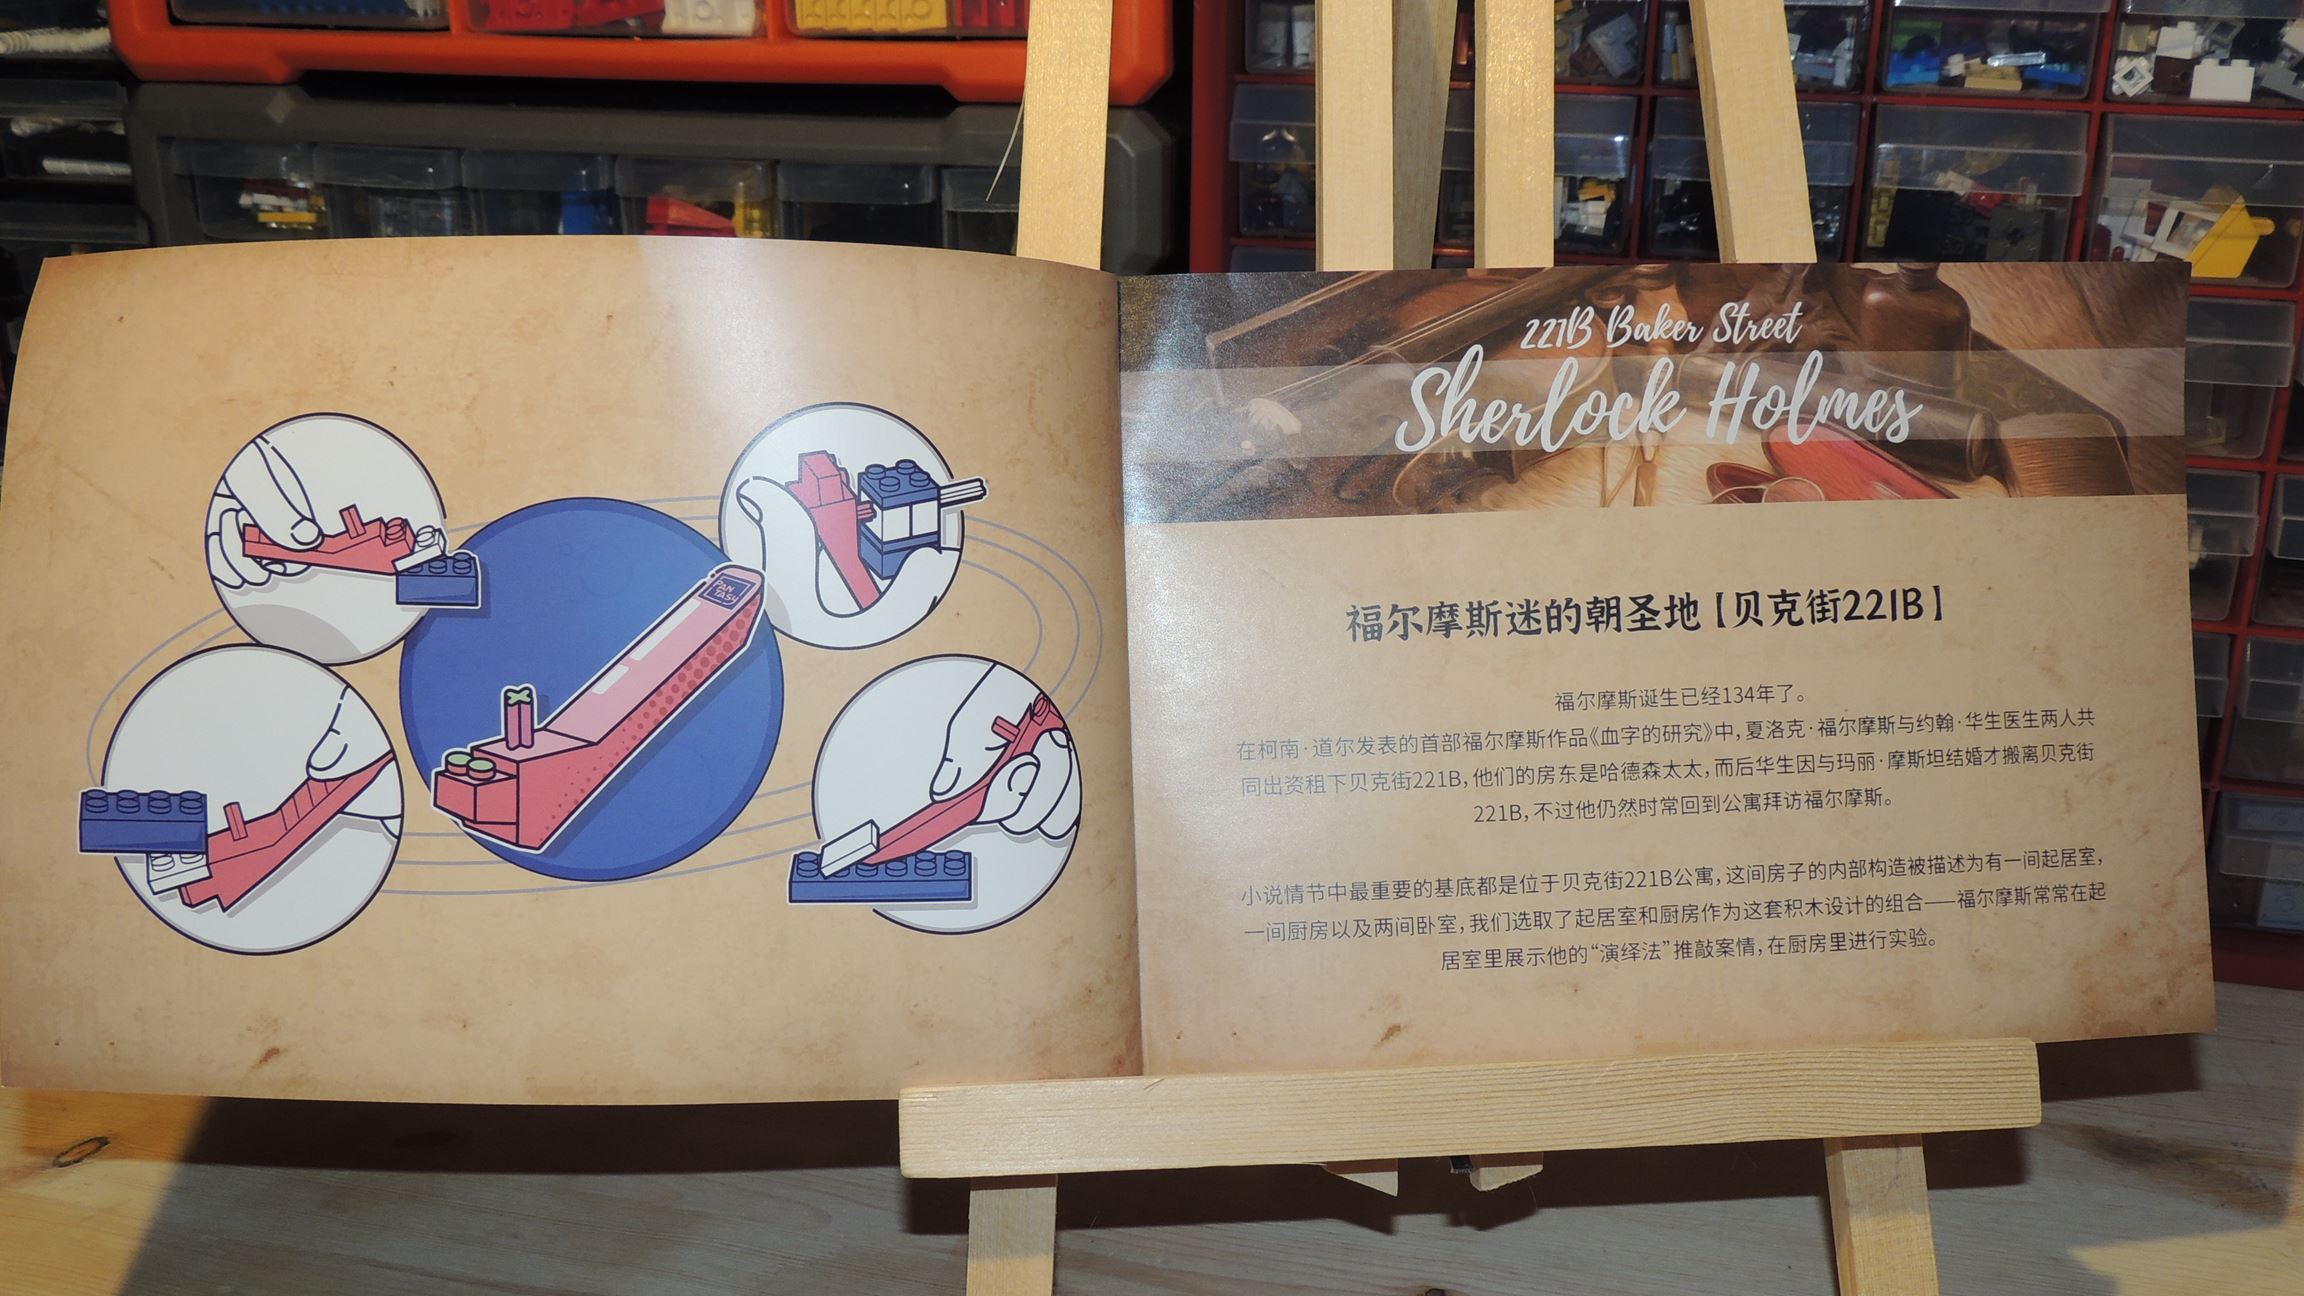 PAN
TASY
221B Baker Street
Sherlock Holmes
福尔摩斯迷的朝圣地【贝克街221B】
福尔摩斯诞生已经134年了。
在柯南·道尔发表的首部福尔摩斯作品《血字的研究》中，夏洛克·福尔摩斯与约翰·华生医生两人共
同出资租下贝克街221B，他们的房东是哈德森太太，而后华生因与玛丽·摩斯坦结婚才搬离贝克街
221B，不过他仍然时常回到公寓拜访福尔摩斯。
小说情节中最重要的基底都是位于贝克街221B公寓，这间房子的内部构造被描述为有一间起居室，
一间厨房以及两间卧室，我们选取了起居室和厨房作为这套积木设计的组合——福尔摩斯常常在起
居室里展示他的“演绎法”推敲案情，在厨房里进行实验。